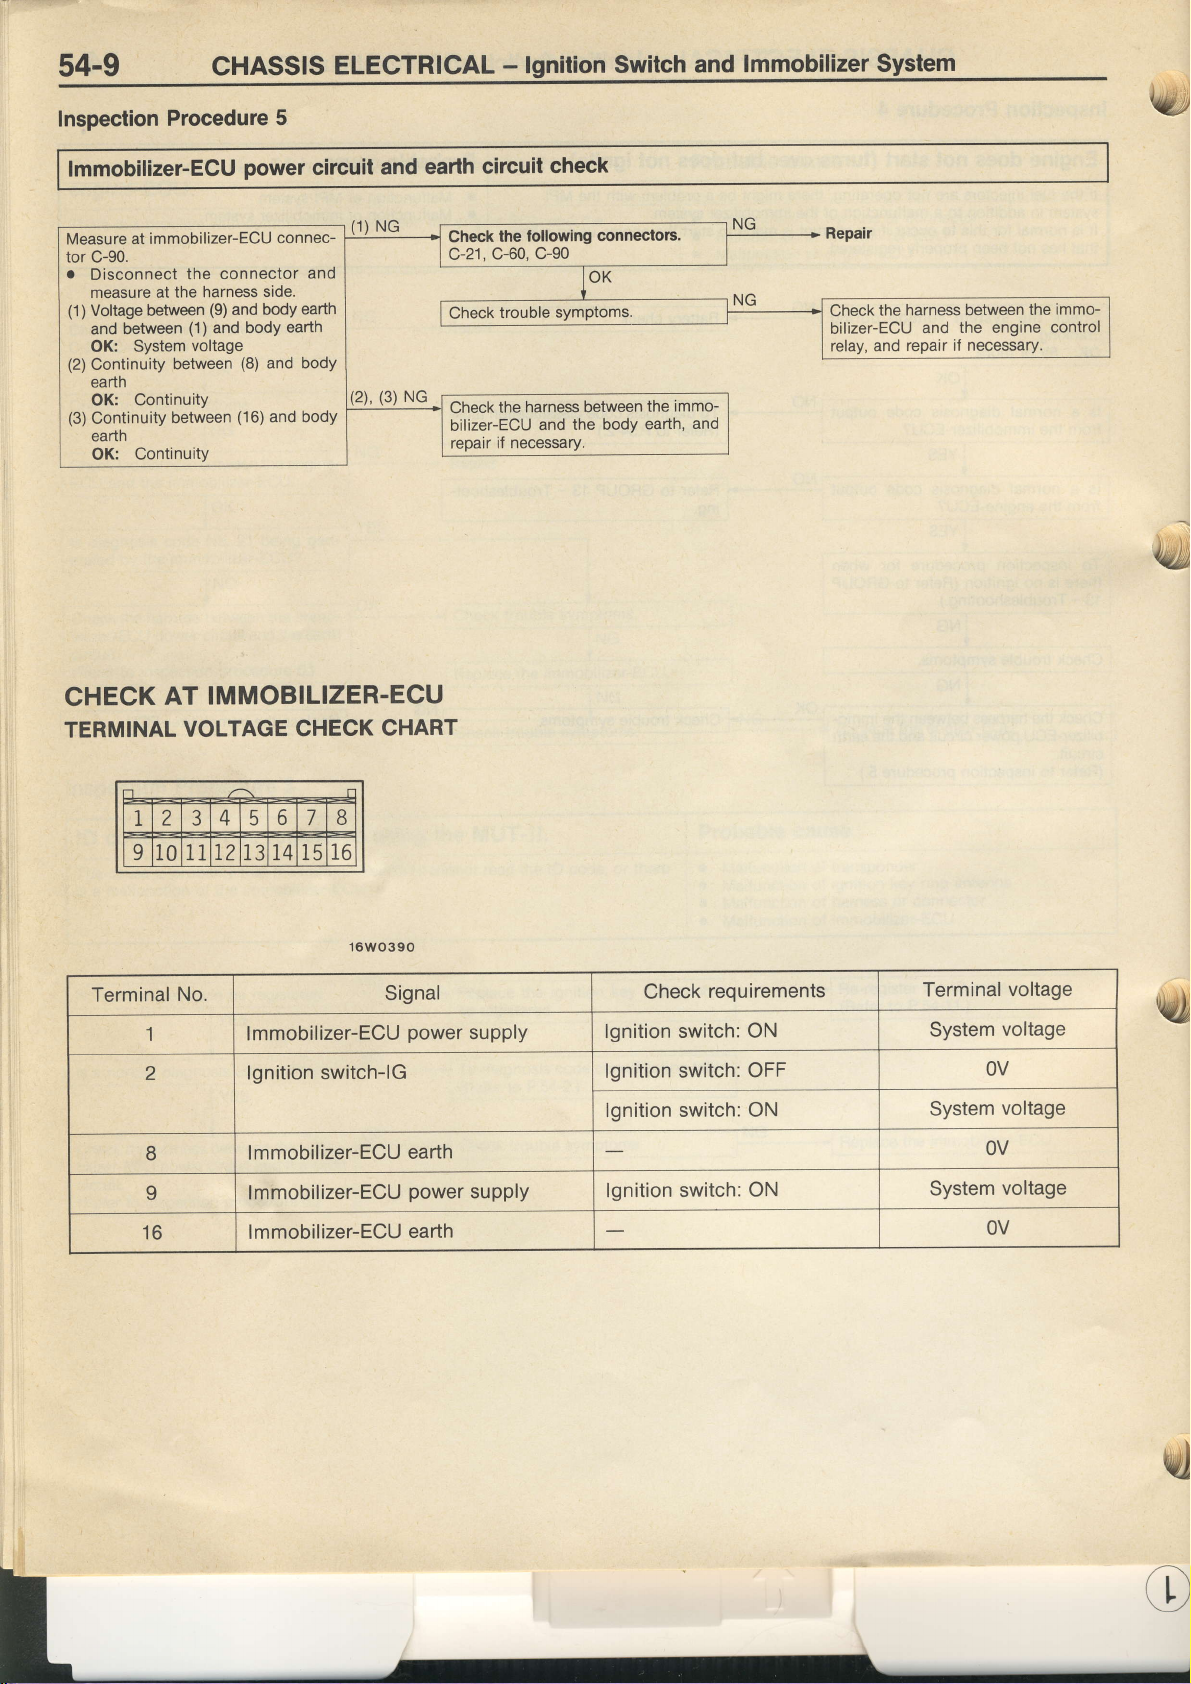 54-9 CHASSIS ELECTRICAL – Ignition Switch and Immobilizer System
Inspection Procedure 5
Immobilizer-ECU power circuit and earth circuit check
Measure at immobilizer-ECU connec-
tor C-90.
● Disconnect the connector and
measure at the harness side.
(1) Voltage between (9) and body earth
and between (1) and body earth
OK: System voltage
(2) Continuity between (8) and body
earth
OK: Continuity
(3) Continuity between (16) and body
earth
OK: Continuity
(1) NG
Check the following connectors.
C-21, C-60, C-90
NG
Repair
OK
Check trouble symptoms.
NG
Check the harness between the immo-
bilizer-ECU and the engine control
relay, and repair if necessary.
(2), (3) NG
Check the harness between the immo-
bilizer-ECU and the body earth, and
repair if necessary.
CHECK AT IMMOBILIZER-ECU
TERMINAL VOLTAGE CHECK CHART
1 2 3 4 5 6 7 8
9 10 11 12 13 14 15 16
16W0390
Terminal No. Signal Check requirements Terminal voltage
1 Immobilizer-ECU power supply Ignition switch: ON System voltage
2 Ignition switch-IG Ignition switch: OFF 0V
Ignition switch: ON System voltage
8 Immobilizer-ECU earth — 0V
9 Immobilizer-ECU power supply Ignition switch: ON System voltage
16 Immobilizer-ECU earth — 0V